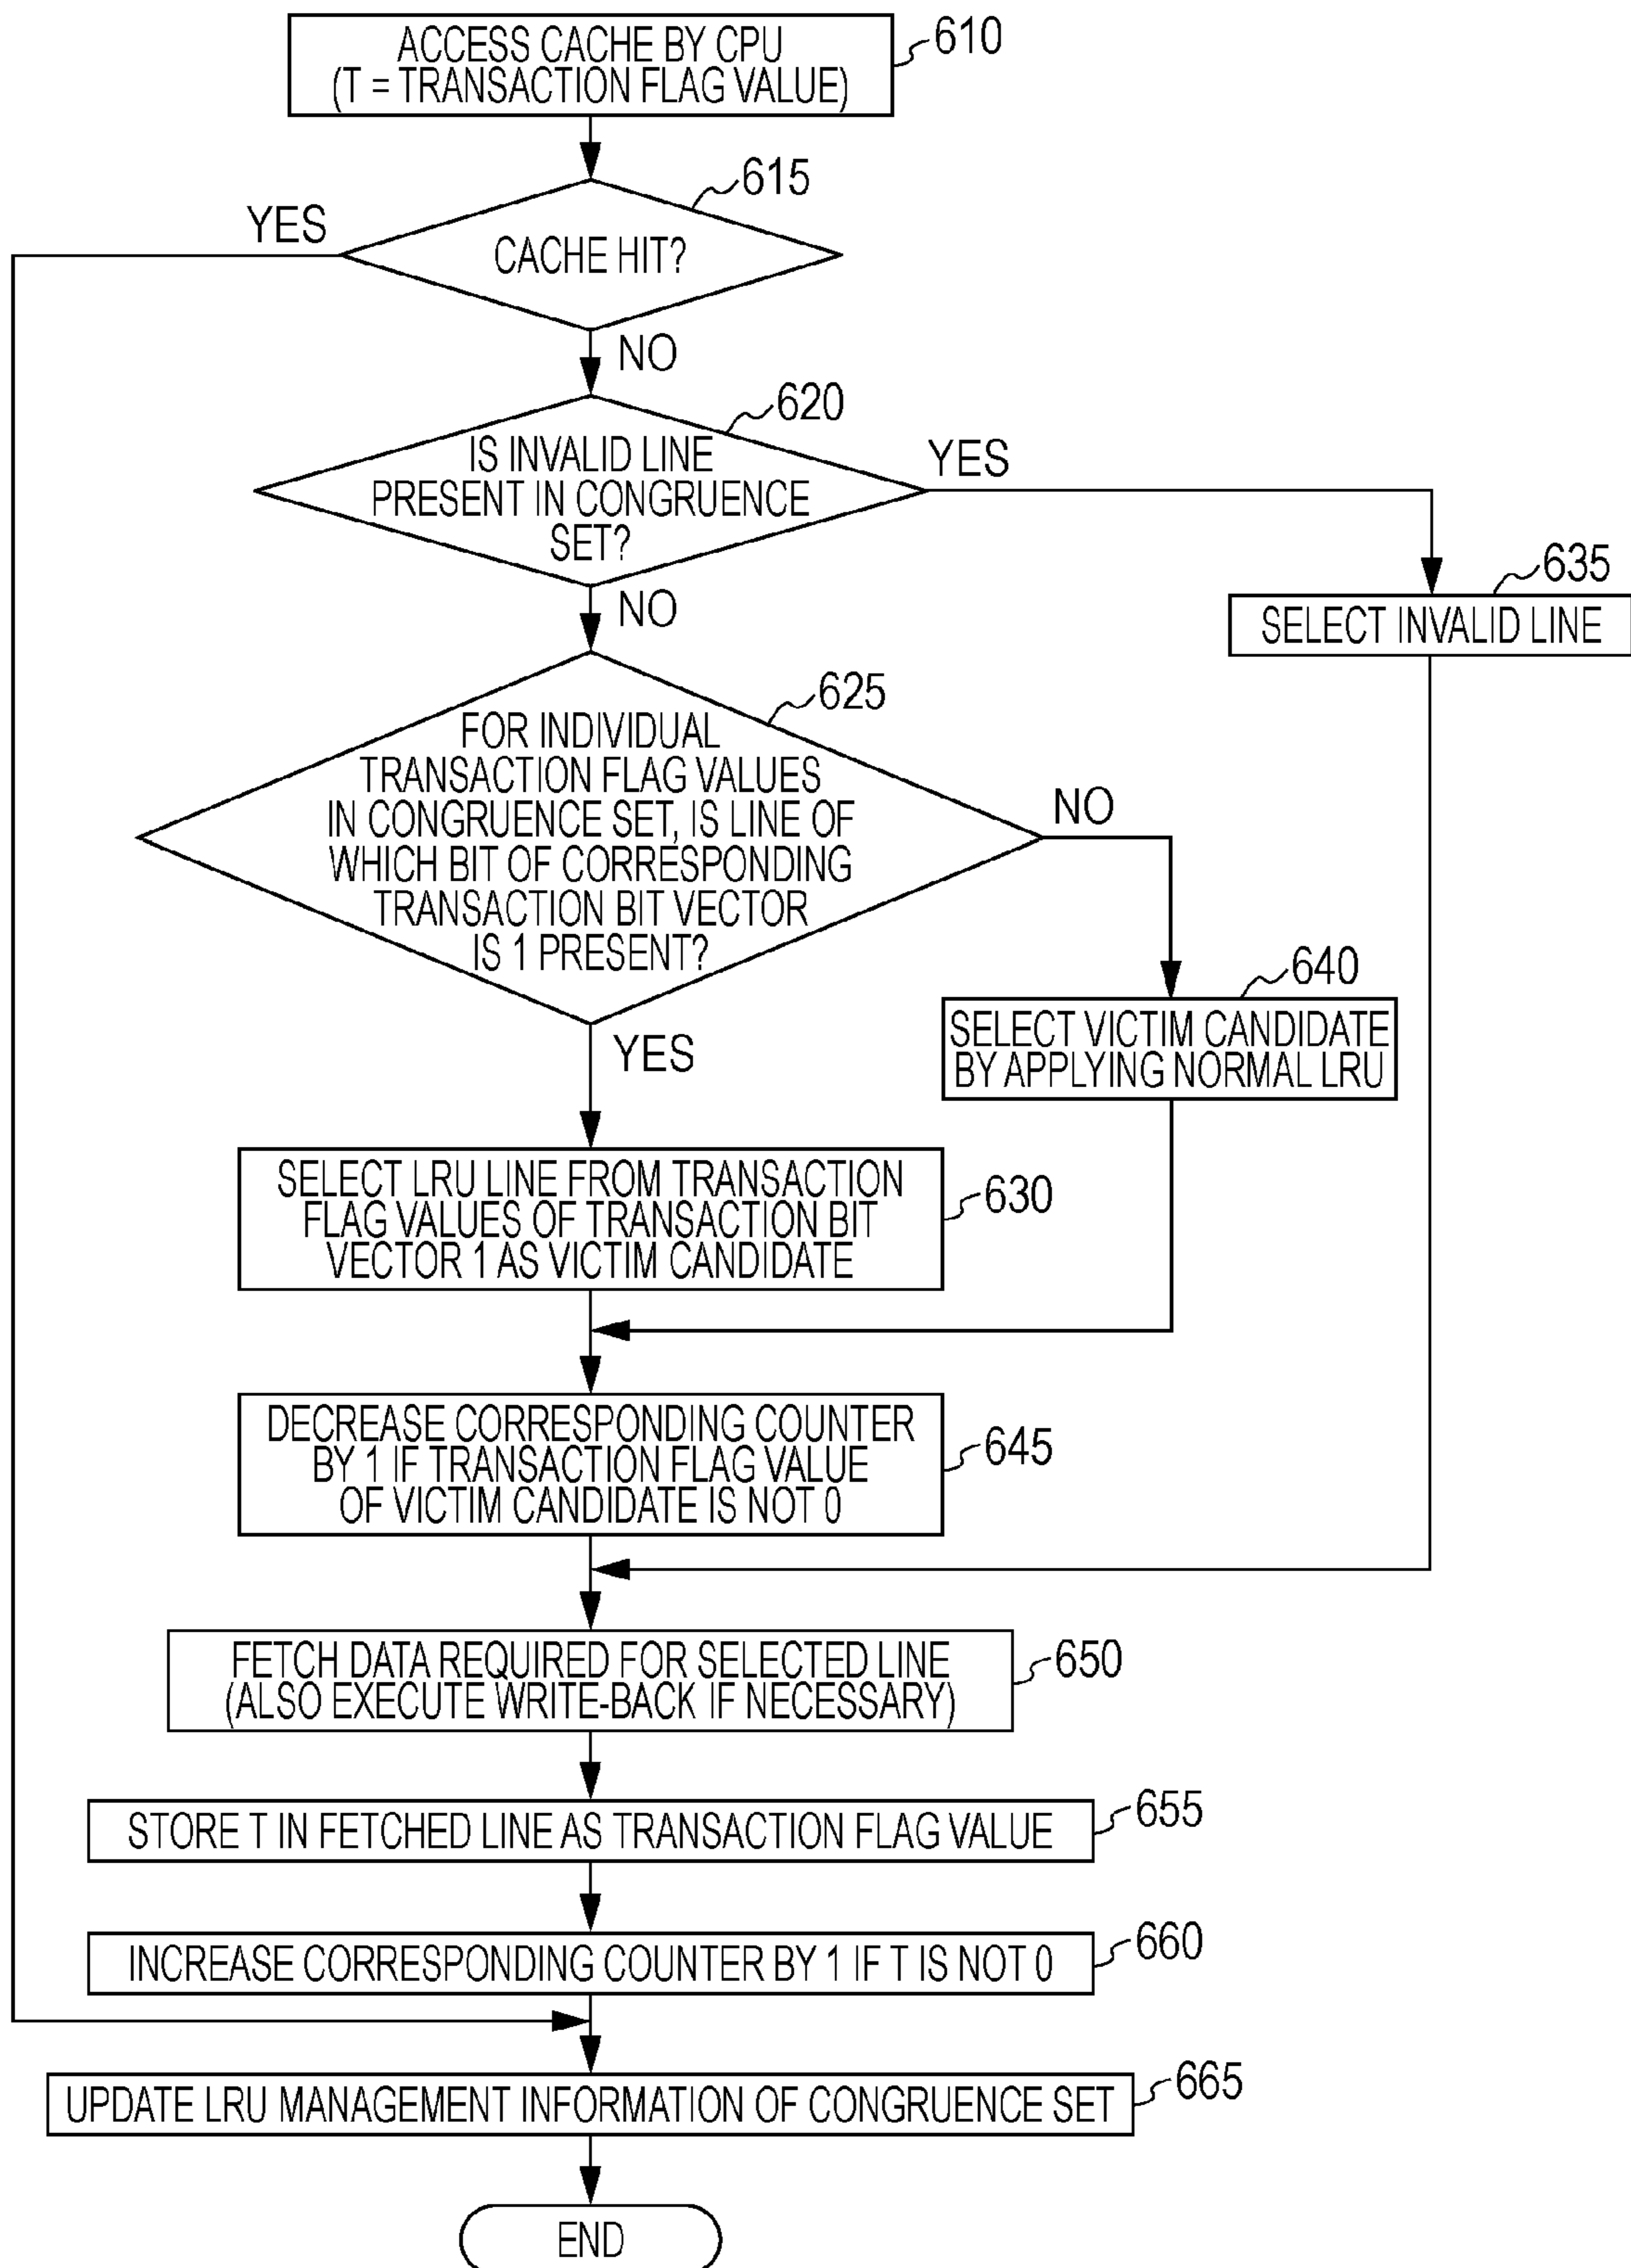 ACCESS CACHE BY CPU
(T = TRANSACTION FLAG VALUE)
610
615
YES
CACHE HIT?
NO
620
IS INVALID LINE
PRESENT IN CONGRUENCE
SET?
YES
635
SELECT INVALID LINE
NO
625
FOR INDIVIDUAL
TRANSACTION FLAG VALUES
IN CONGRUENCE SET, IS LINE OF
WHICH BIT OF CORRESPONDING
TRANSACTION BIT VECTOR
IS 1 PRESENT?
NO
640
SELECT VICTIM CANDIDATE
BY APPLYING NORMAL LRU
YES
SELECT LRU LINE FROM TRANSACTION
FLAG VALUES OF TRANSACTION BIT
VECTOR 1 AS VICTIM CANDIDATE
630
DECREASE CORRESPONDING COUNTER
BY 1 IF TRANSACTION FLAG VALUE
OF VICTIM CANDIDATE IS NOT 0
645
FETCH DATA REQUIRED FOR SELECTED LINE
(ALSO EXECUTE WRITE-BACK IF NECESSARY)
650
STORE T IN FETCHED LINE AS TRANSACTION FLAG VALUE
655
INCREASE CORRESPONDING COUNTER BY 1 IF T IS NOT 0
660
UPDATE LRU MANAGEMENT INFORMATION OF CONGRUENCE SET
665
END